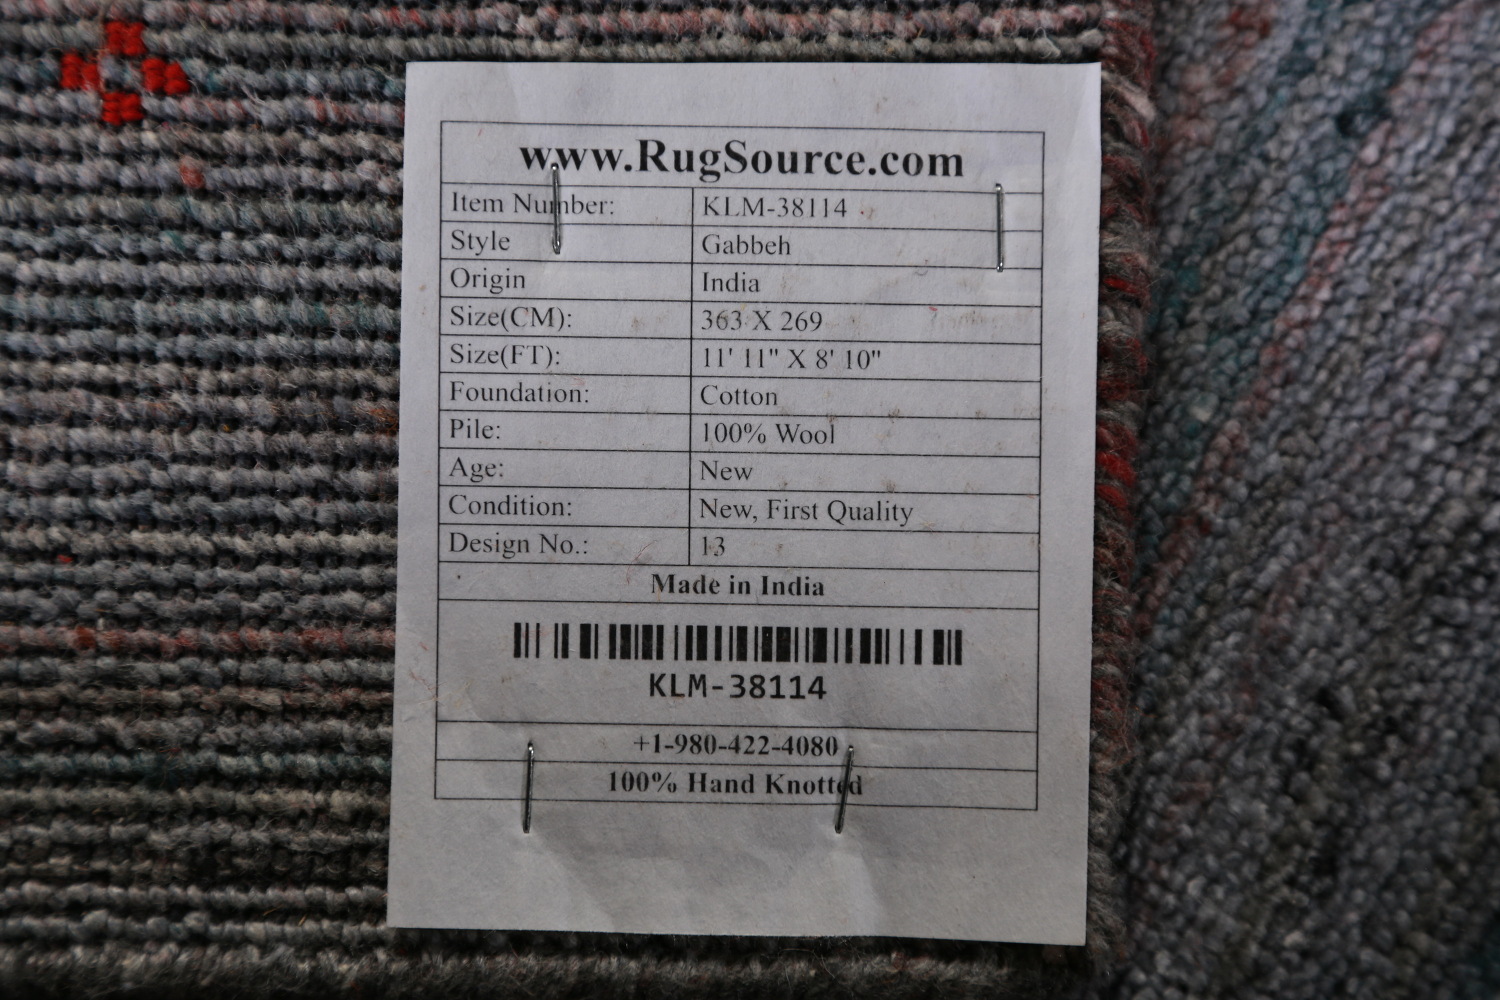 www.RugSource.com
Item Number: KLM-38114
Style Gabbeh
Origin India
Size(CM): 363 X 269
Size(FT): 11' 11" X 8' 10"
Foundation: Cotton
Pile: 100% Wool
Age: New
Condition: New, First Quality
Design No.: 13
Made in India
KLM-38114
+1-980-422-4080
100% Hand Knotted